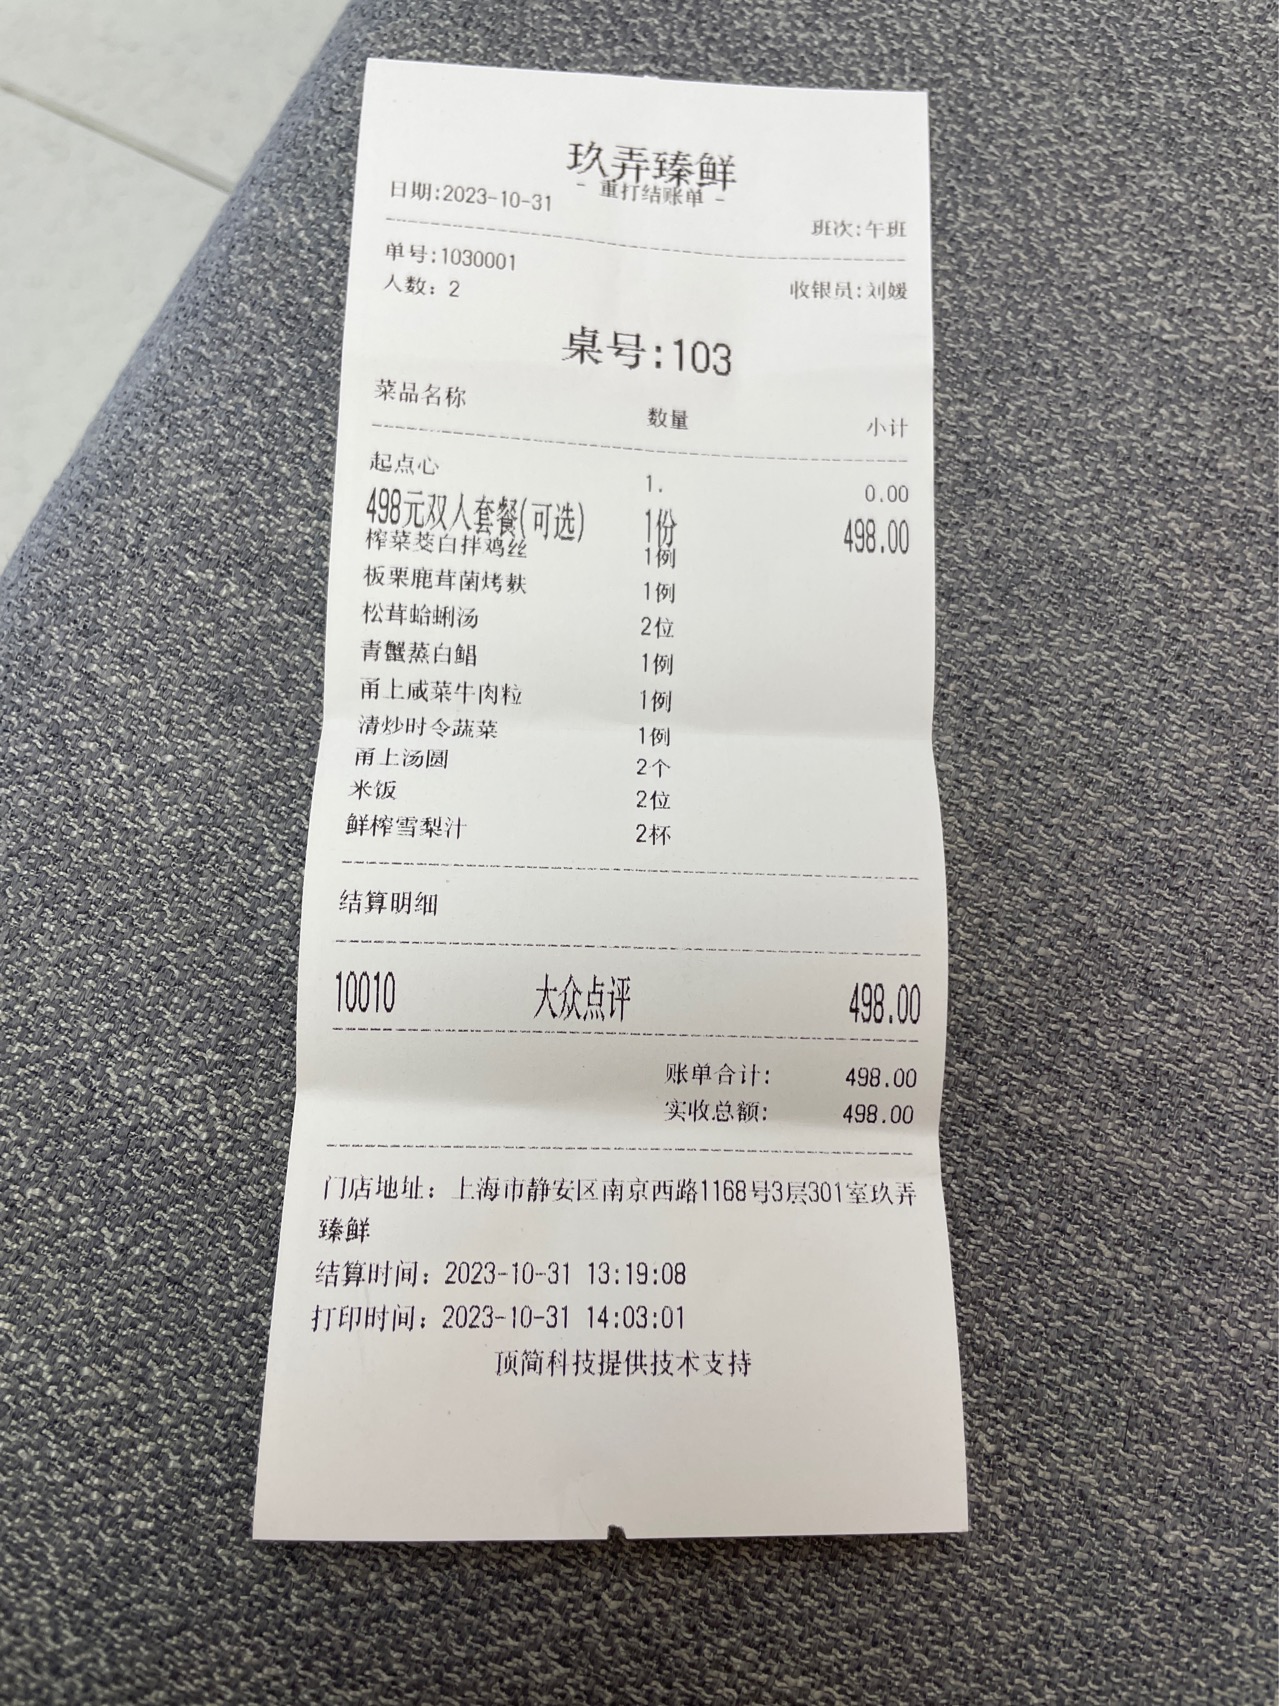 玖弄臻鲜
- 重打结账单 -
日期:2023-10-31
班次:午班
单号:1030001
人数：2 收银员:刘媛
桌号:103
菜品名称 数量 小计
起点心 1. 0.00
498元双人套餐(可选) 1份 498.00
榨菜茭白拌鸡丝 1例
板栗鹿茸菌烤麸 1例
松茸蛤蜊汤 2位
青蟹蒸白鲳 1例
甬上咸菜牛肉粒 1例
清炒时令蔬菜 1例
甬上汤圆 2个
米饭 2位
鲜榨雪梨汁 2杯
结算明细
10010 大众点评 498.00
账单合计: 498.00
实收总额: 498.00
门店地址：上海市静安区南京西路1168号3层301室玖弄
臻鲜
结算时间：2023-10-31 13:19:08
打印时间：2023-10-31 14:03:01
顶简科技提供技术支持